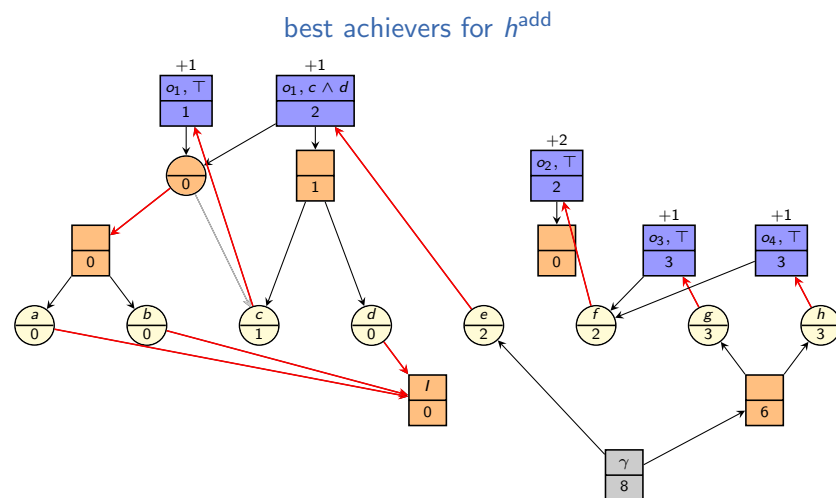 best achievers for h^add
+1 +1
o₁, ⊤ o₁, c ∧ d
1 2
+2
o₂, ⊤
0 1 2
+1 +1
o₃, ⊤ o₄, ⊤
0 0 3 3
a b c d e f g h
0 0 1 0 2 2 3 3
I
0 6
γ
8